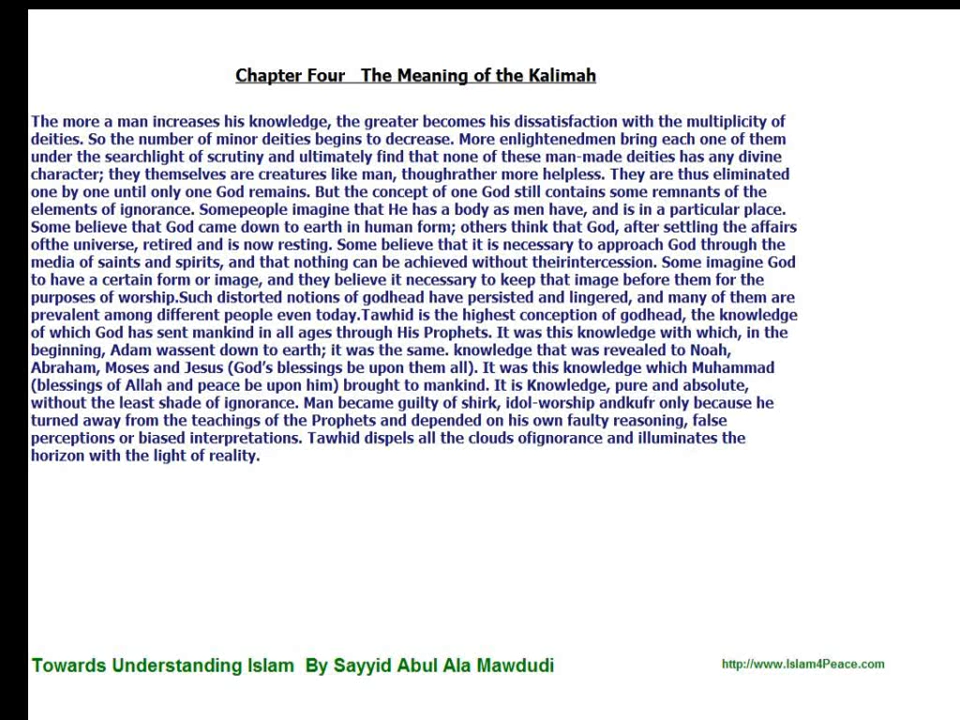 Chapter Four   The Meaning of the Kalimah
The more a man increases his knowledge, the greater becomes his dissatisfaction with the multiplicity of
deities. So the number of minor deities begins to decrease. More enlightenedmen bring each one of them
under the searchlight of scrutiny and ultimately find that none of these man-made deities has any divine
character; they themselves are creatures like man, thoughrather more helpless. They are thus eliminated
one by one until only one God remains. But the concept of one God still contains some remnants of the
elements of ignorance. Somepeople imagine that He has a body as men have, and is in a particular place.
Some believe that God came down to earth in human form; others think that God, after settling the affairs
ofthe universe, retired and is now resting. Some believe that it is necessary to approach God through the
media of saints and spirits, and that nothing can be achieved without theirintercession. Some imagine God
to have a certain form or image, and they believe it necessary to keep that image before them for the
purposes of worship.Such distorted notions of godhead have persisted and lingered, and many of them are
prevalent among different people even today.Tawhid is the highest conception of godhead, the knowledge
of which God has sent mankind in all ages through His Prophets. It was this knowledge with which, in the
beginning, Adam wassent down to earth; it was the same. knowledge that was revealed to Noah,
Abraham, Moses and Jesus (God's blessings be upon them all). It was this knowledge which Muhammad
(blessings of Allah and peace be upon him) brought to mankind. It is Knowledge, pure and absolute,
without the least shade of ignorance. Man became guilty of shirk, idol-worship andkufr only because he
turned away from the teachings of the Prophets and depended on his own faulty reasoning, false
perceptions or biased interpretations. Tawhid dispels all the clouds ofignorance and illuminates the
horizon with the light of reality.
Towards Understanding Islam  By Sayyid Abul Ala Mawdudi
http://www.Islam4Peace.com